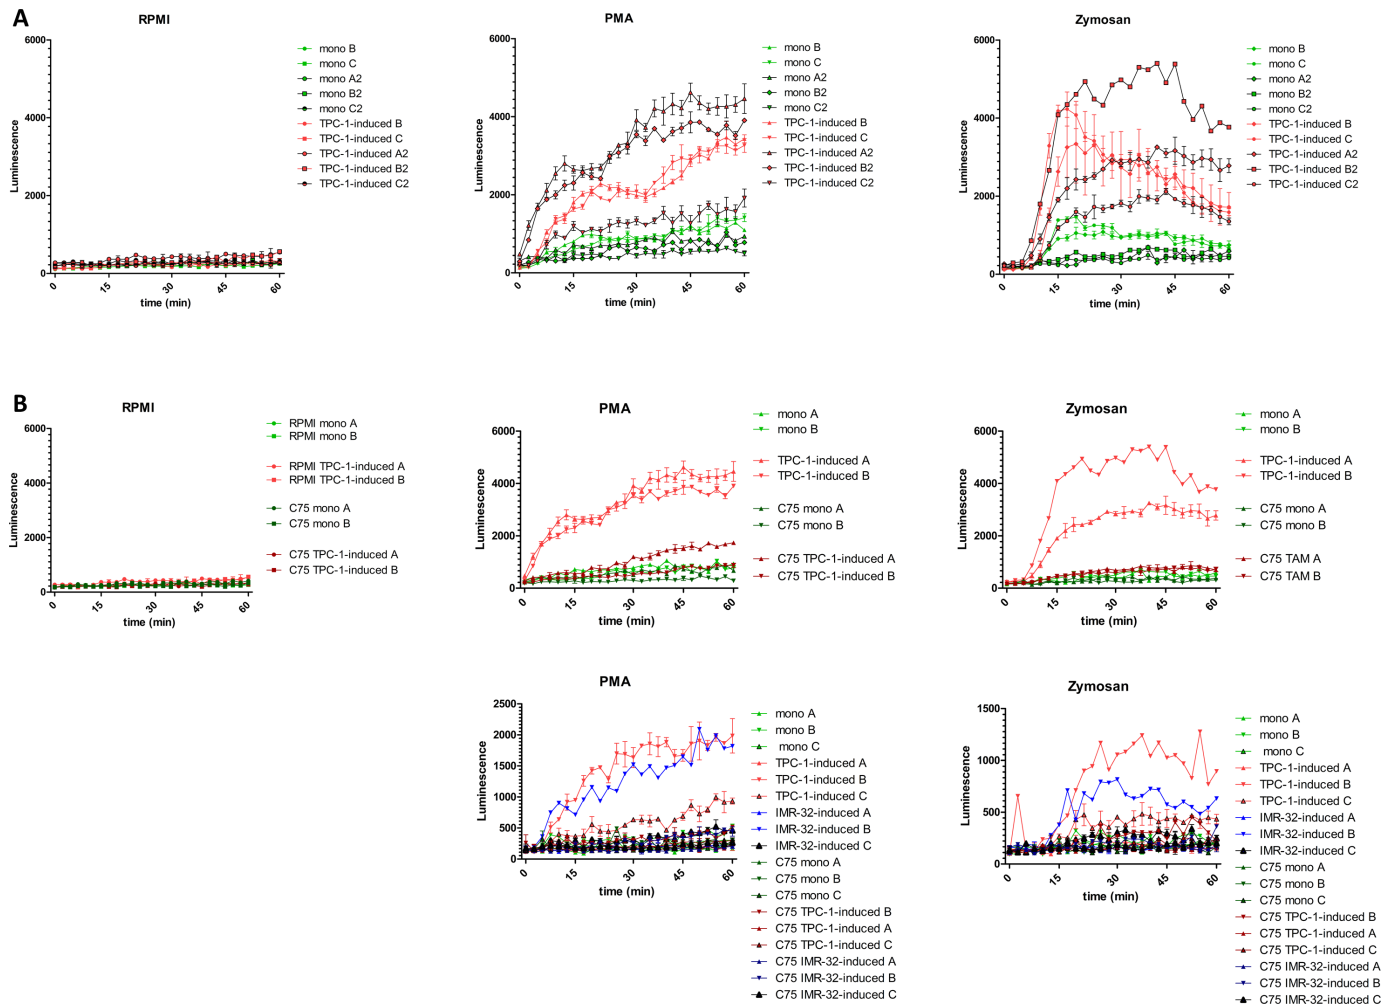 A
RPMI
6000
4000
2000
0
Luminescence
0
15
30
45
60
time (min)
mono B
mono C
mono A2
mono B2
mono C2
TPC-1-induced B
TPC-1-induced C
TPC-1-induced A2
TPC-1-induced B2
TPC-1-induced C2
PMA
6000
4000
2000
0
Luminescence
0
15
30
45
60
time (min)
mono B
mono C
mono A2
mono B2
mono C2
TPC-1-induced B
TPC-1-induced C
TPC-1-induced A2
TPC-1-induced B2
TPC-1-induced C2
Zymosan
6000
4000
2000
0
Luminescence
0
15
30
45
60
time (min)
mono B
mono C
mono A2
mono B2
mono C2
TPC-1-induced B
TPC-1-induced C
TPC-1-induced A2
TPC-1-induced B2
TPC-1-induced C2
B
RPMI
6000
4000
2000
0
Luminescence
0
15
30
45
60
time (min)
RPMI mono A
RPMI mono B
RPMI TPC-1-induced A
RPMI TPC-1-induced B
C75 mono A
C75 mono B
C75 TPC-1-induced A
C75 TPC-1-induced B
PMA
6000
4000
2000
0
Luminescence
0
15
30
45
60
time (min)
mono A
mono B
TPC-1-induced A
TPC-1-induced B
C75 mono A
C75 mono B
C75 TPC-1-induced A
C75 TPC-1-induced B
Zymosan
6000
4000
2000
0
Luminescence
0
15
30
45
60
time (min)
mono A
mono B
TPC-1-induced A
TPC-1-induced B
C75 mono A
C75 mono B
C75 TAM A
C75 TAM B
PMA
2500
2000
1500
1000
500
0
Luminescence
0
15
30
45
60
time (min)
mono A
mono B
mono C
TPC-1-induced A
TPC-1-induced B
TPC-1-induced C
IMR-32-induced A
IMR-32-induced B
IMR-32-induced C
C75 mono A
C75 mono B
C75 mono C
C75 TPC-1-induced B
C75 TPC-1-induced A
C75 TPC-1-induced C
C75 IMR-32-induced A
C75 IMR-32-induced B
C75 IMR-32-induced C
Zymosan
1500
1000
500
0
Luminescence
0
15
30
45
60
time (min)
mono A
mono B
mono C
TPC-1-induced A
TPC-1-induced B
TPC-1-induced C
IMR-32-induced A
IMR-32-induced B
IMR-32-induced C
C75 mono A
C75 mono B
C75 mono C
C75 TPC-1-induced B
C75 TPC-1-induced A
C75 TPC-1-induced C
C75 IMR-32-induced A
C75 IMR-32-induced B
C75 IMR-32-induced C